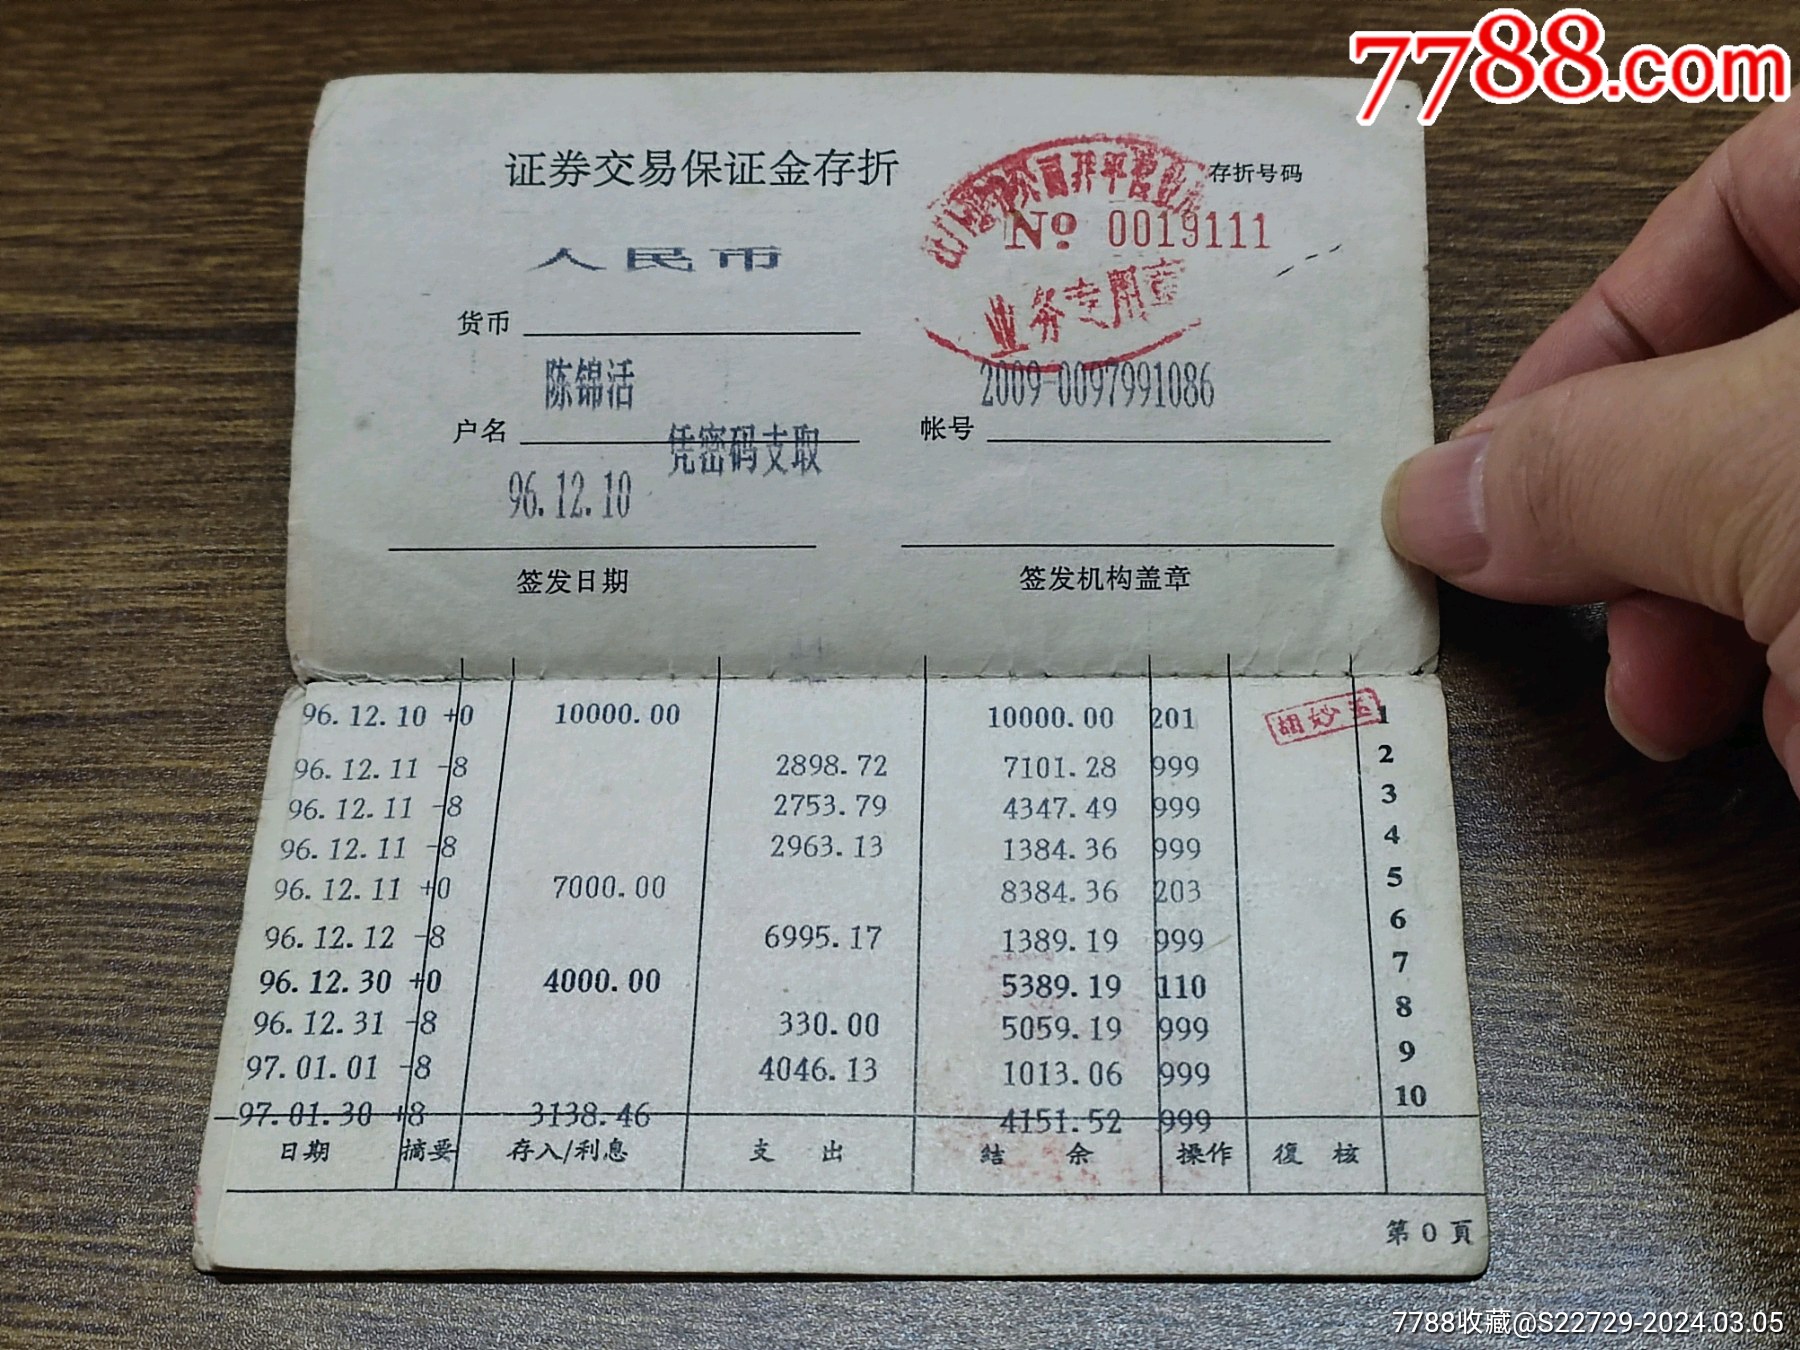 7788.com
证券交易保证金存折
存折号码
№ 0019111
人民币
货币
业务专用章
陈锦活
2009-0097991086
户名
帐号
凭密码支取
96.12.10
签发日期
签发机构盖章
96.12.10 +0 10000.00 10000.00 201 1
96.12.11 -8 2898.72 7101.28 999 2
96.12.11 -8 2753.79 4347.49 999 3
96.12.11 -8 2963.13 1384.36 999 4
96.12.11 +0 7000.00 8384.36 203 5
96.12.12 -8 6995.17 1389.19 999 6
96.12.30 +0 4000.00 5389.19 110 7
96.12.31 -8 330.00 5059.19 999 8
97.01.01 -8 4046.13 1013.06 999 9
97.01.30 +8 3138.46 4151.52 999 10
日期 摘要 存入/利息 支出 结余 操作 復核
第0頁
7788收藏@S22729-2024.03.05